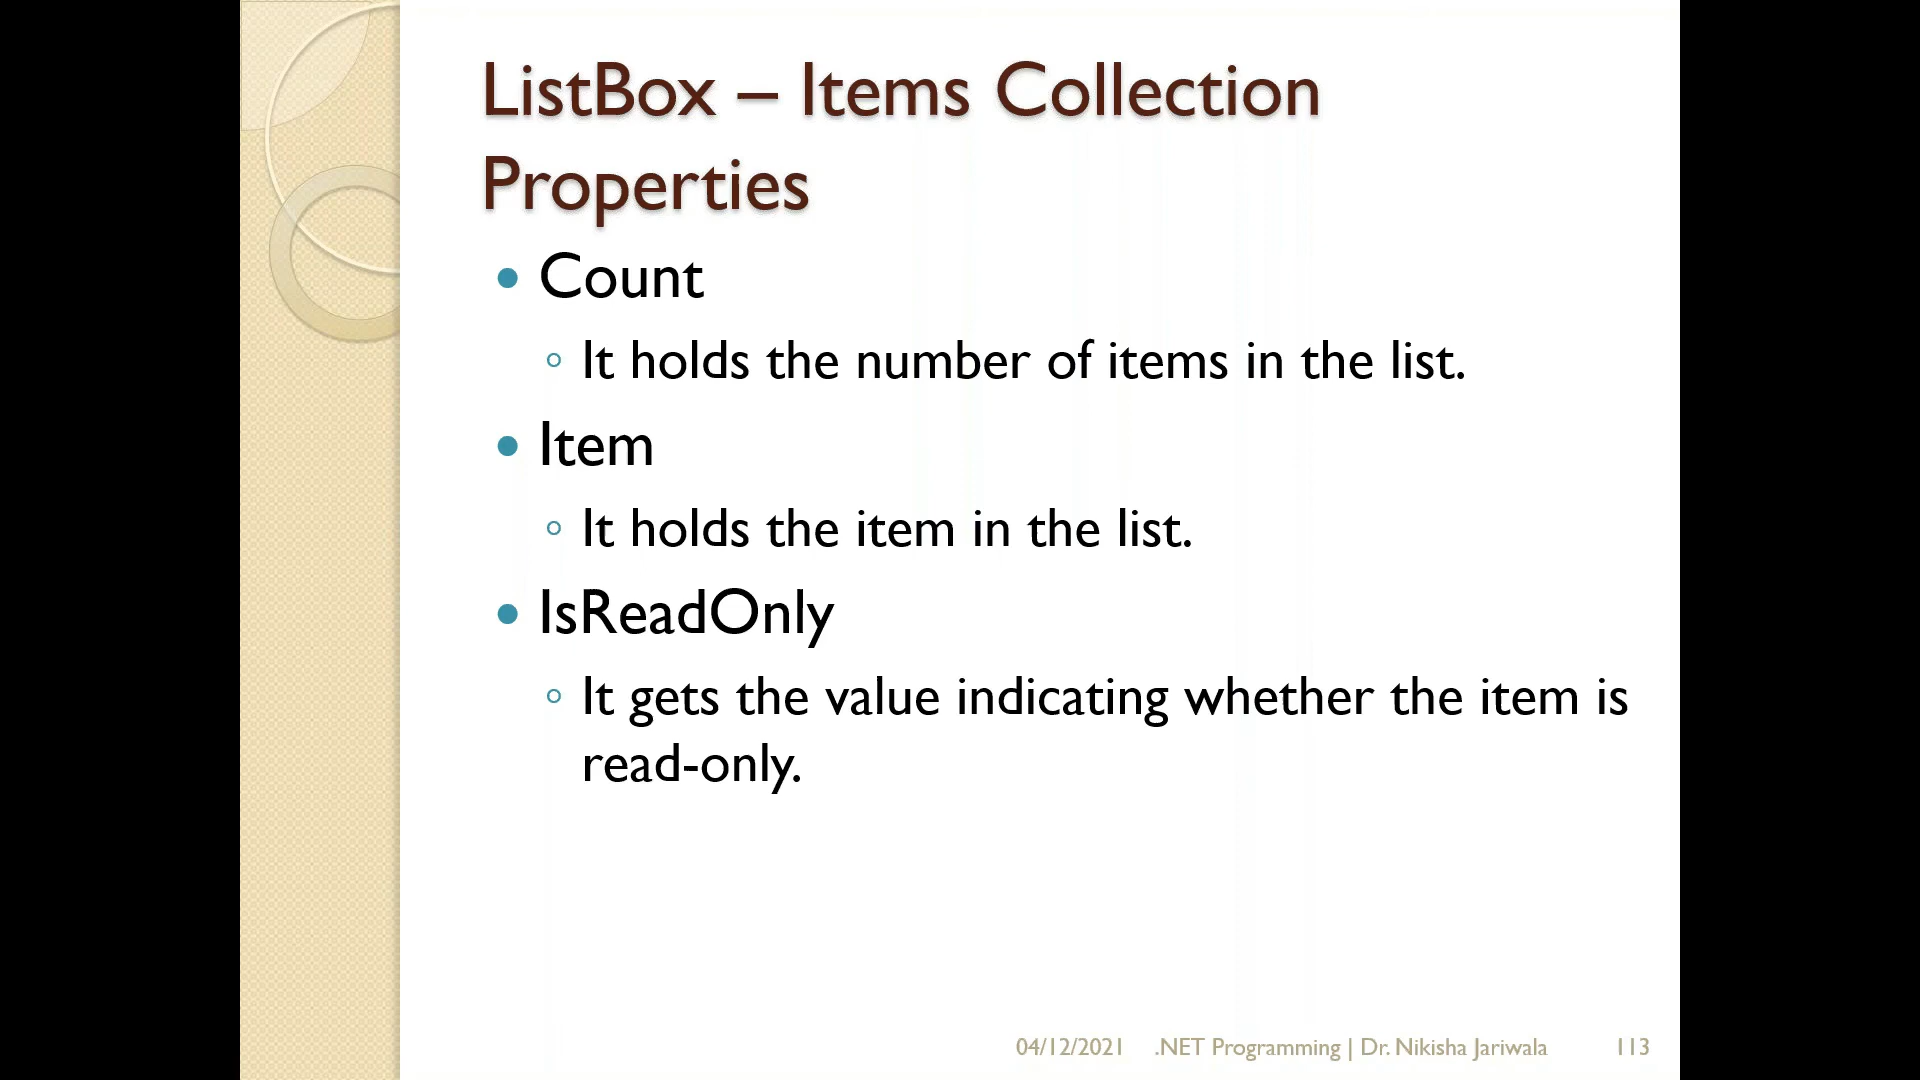 ListBox – Items Collection
Properties
• Count
◦ It holds the number of items in the list.
• Item
◦ It holds the item in the list.
• IsReadOnly
◦ It gets the value indicating whether the item is
read-only.
04/12/2021 .NET Programming | Dr. Nikisha Jariwala 113